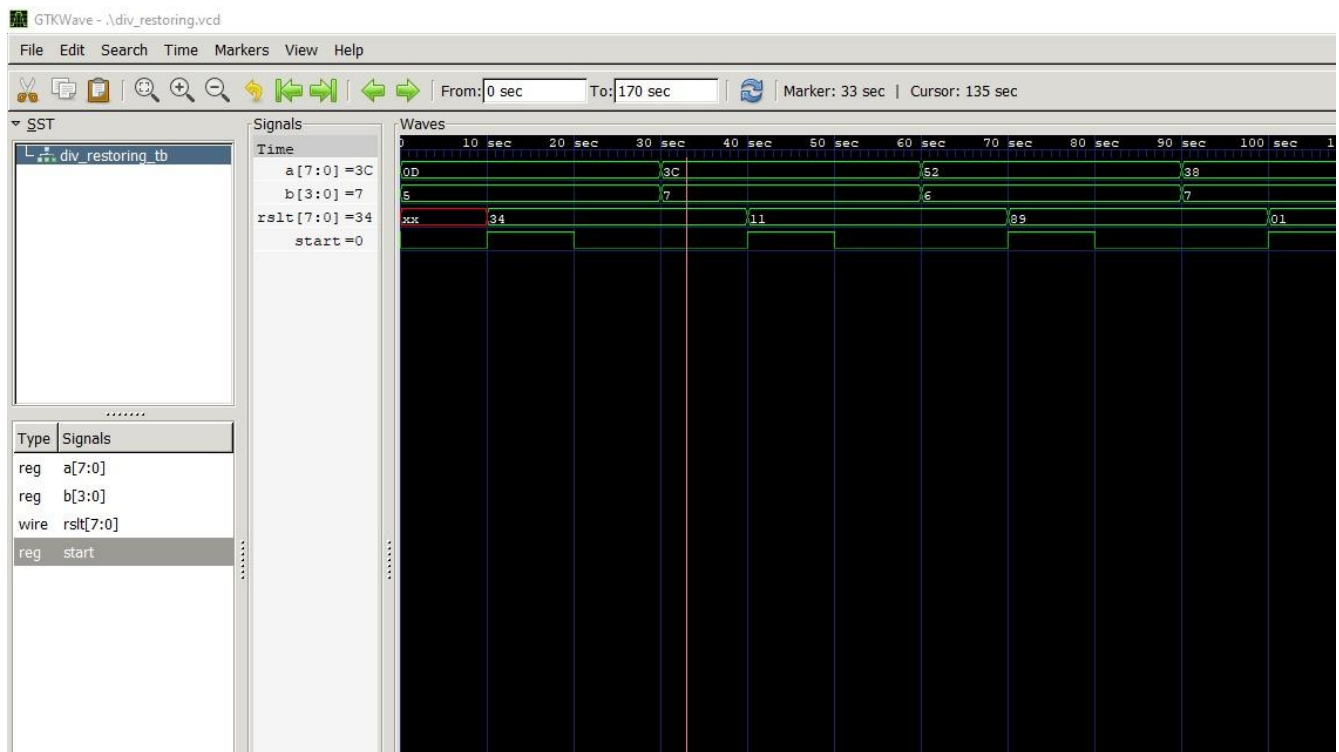 GTKWave - .\div_restoring.vcd
File Edit Search Time Markers View Help
From: 0 sec To: 170 sec Marker: 33 sec | Cursor: 135 sec
SST
div_restoring_tb
Type Signals
reg a[7:0]
reg b[3:0]
wire rslt[7:0]
reg start
Signals
Time
a[7:0] =3C
b[3:0] =7
rslt[7:0] =34
start =0
Waves
10 sec 20 sec 30 sec 40 sec 50 sec 60 sec 70 sec 80 sec 90 sec 100 sec
0D 3C 52 38
5 7 6 7
xx 34 11 89 01